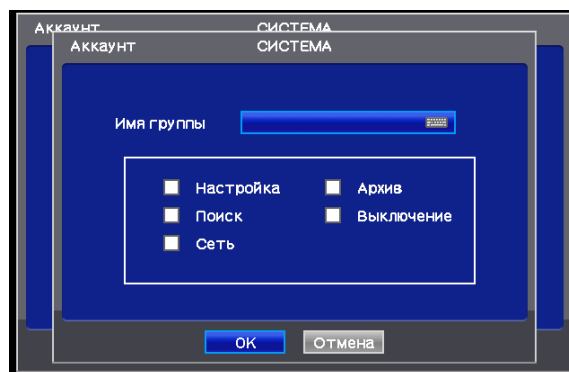 Аккаунт СИСТЕМА
Аккаунт СИСТЕМА
Имя группы
Настройка Архив
Поиск Выключение
Сеть
OK Отмена